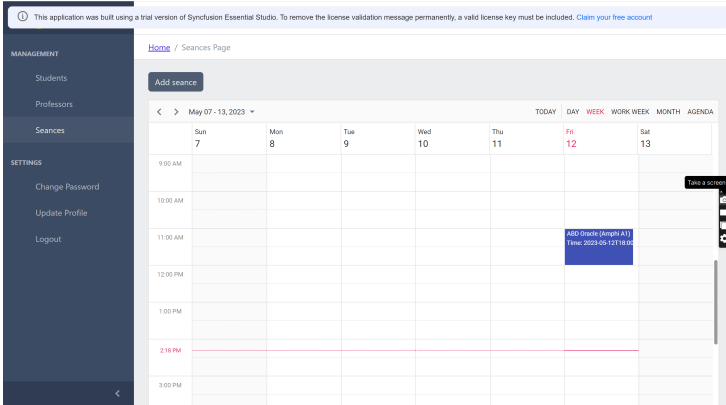 This application was built using a trial version of Syncfusion Essential Studio. To remove the license validation message permanently, a valid license key must be included. Claim your free account
MANAGEMENT
Students
Professors
Seances
SETTINGS
Change Password
Update Profile
Logout
Home / Seances Page
Add seance
May 07 - 13, 2023
TODAY DAY WEEK WORK WEEK MONTH AGENDA
Sun Mon Tue Wed Thu Fri Sat
7 8 9 10 11 12 13
9:00 AM
Take a screen
10:00 AM
11:00 AM
ABD Oracle (Amphi A1)
Time: 2023-05-12T18:00
12:00 PM
1:00 PM
2:18 PM
3:00 PM